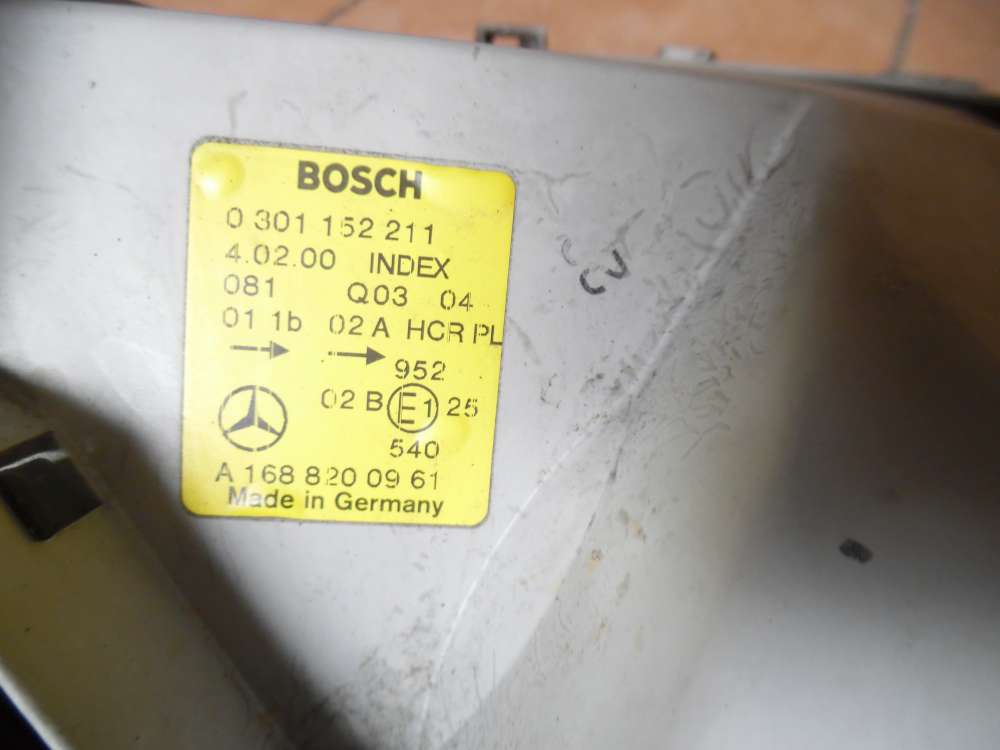 BOSCH
0 301 152 211
4.02.00 INDEX
081 Q03 04
01 1b 02 A HCR PL
952
02 B E1 25
540
A 168 820 09 61
Made in Germany
CV